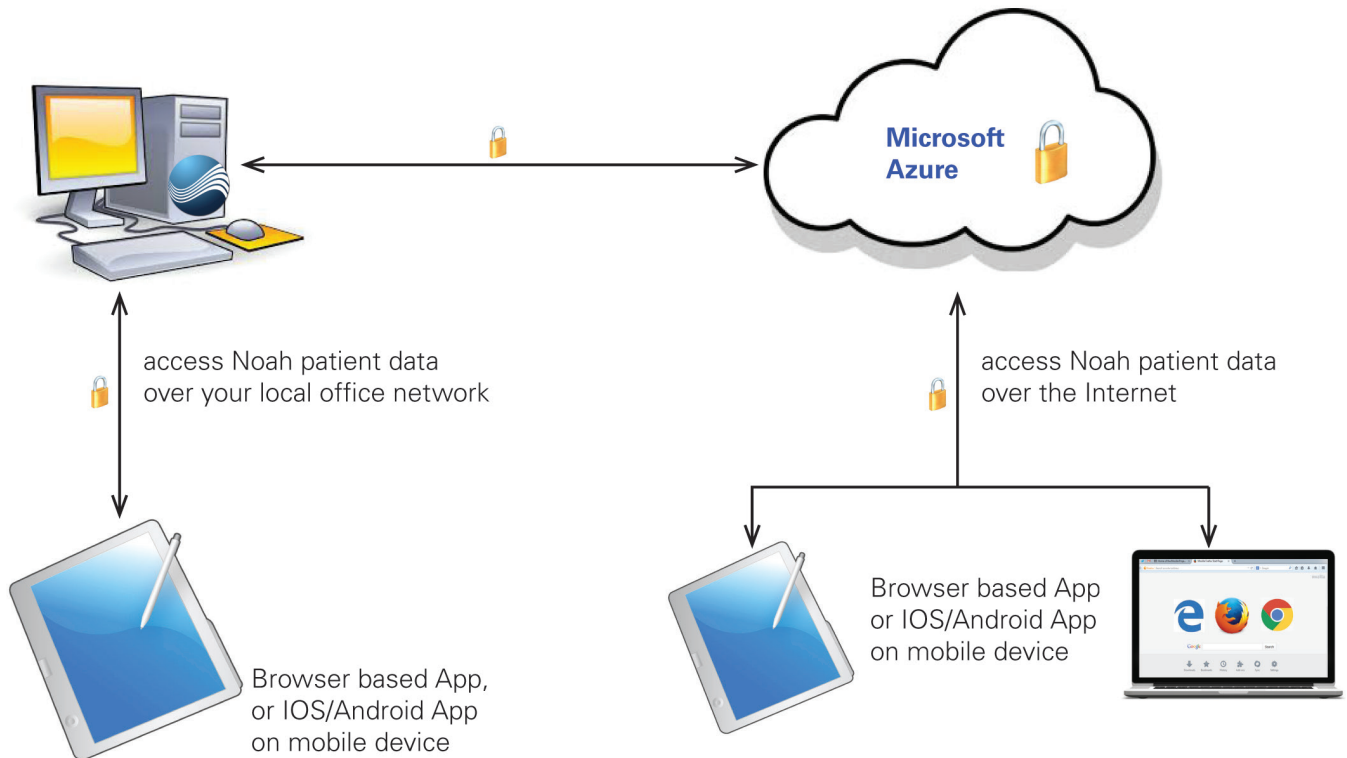 Microsoft
Azure
access Noah patient data
over your local office network
access Noah patient data
over the Internet
Browser based App,
or IOS/Android App
on mobile device
Browser based App
or IOS/Android App
on mobile device
Google
Search